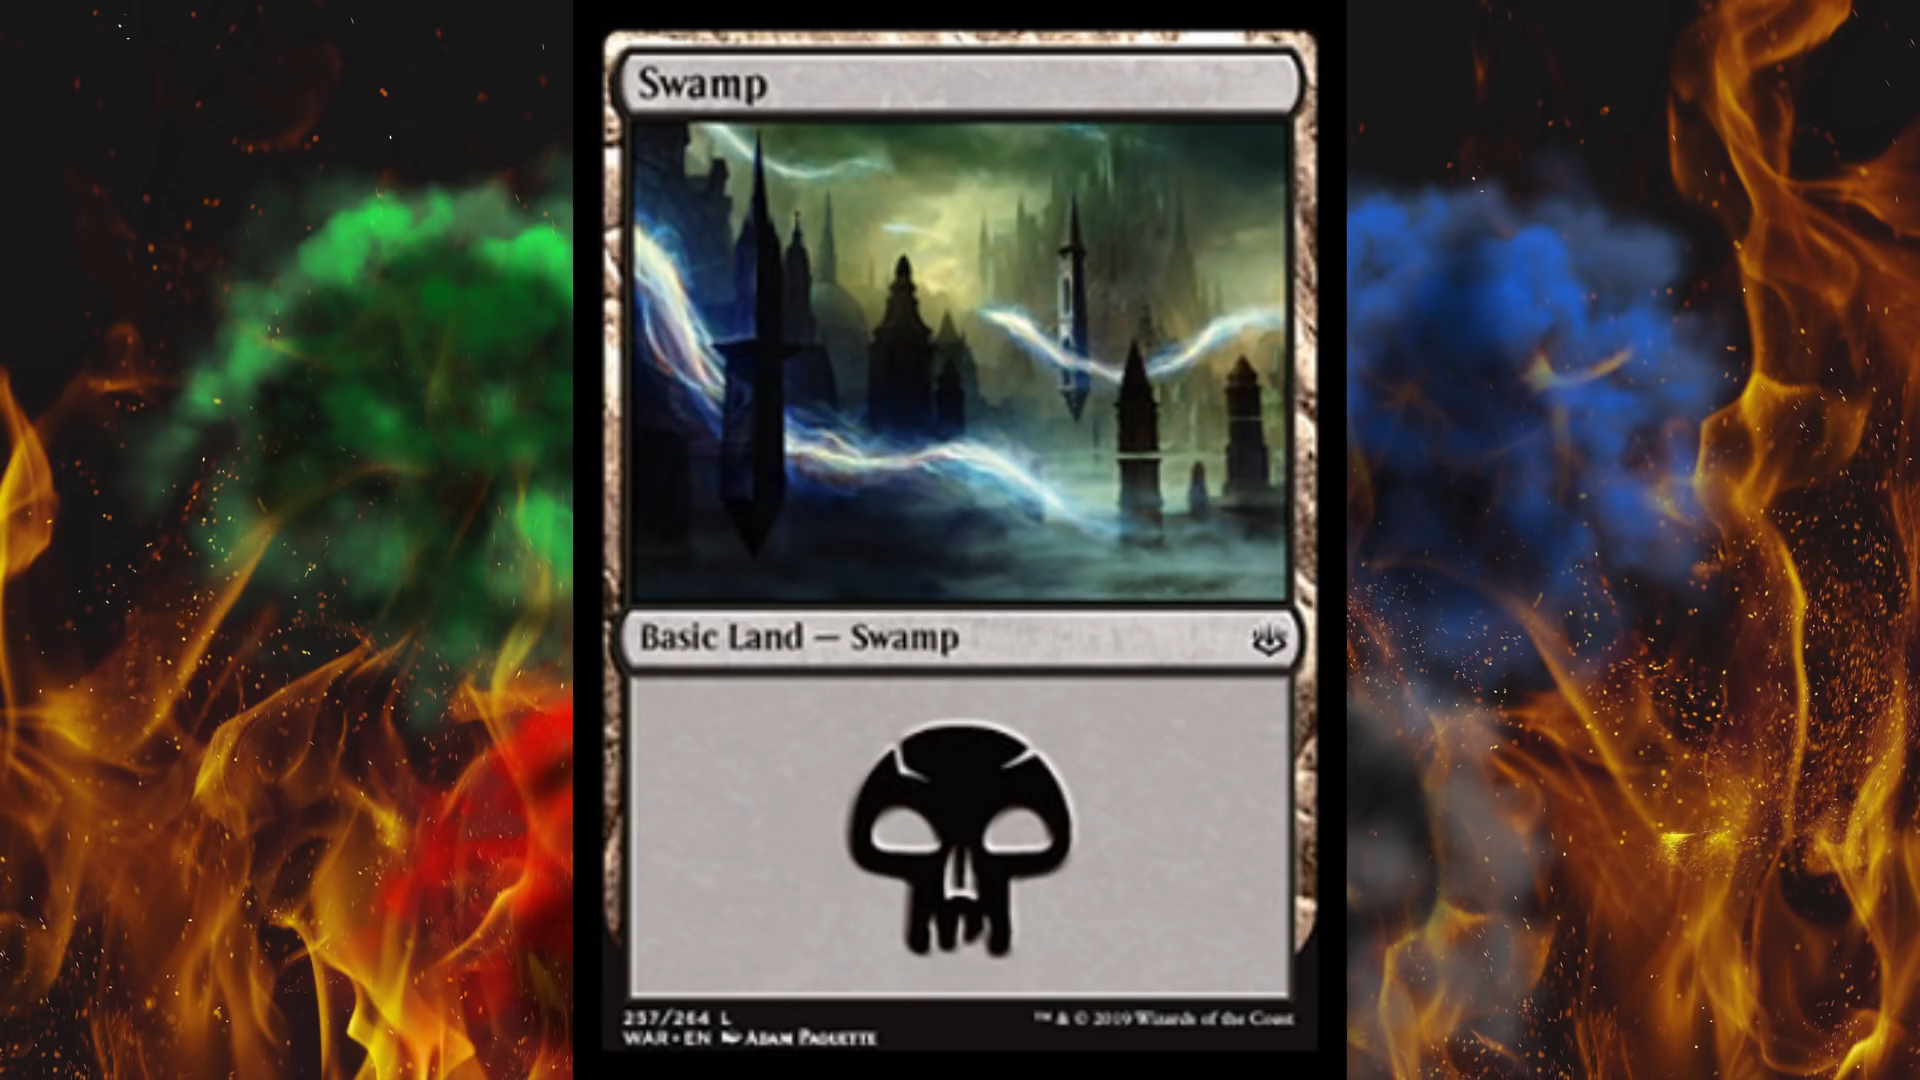 Swamp
Basic Land — Swamp
257/264 L
WAR • EN Adam Paquette
™ & © 2019 Wizards of the Coast